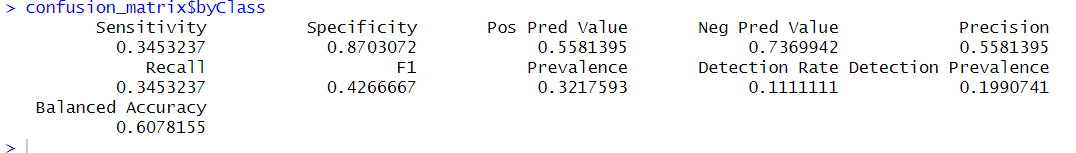 > confusion_matrix$byClass
Sensitivity Specificity Pos Pred Value Neg Pred Value Precision
0.3453237 0.8703072 0.5581395 0.7369942 0.5581395
Recall F1 Prevalence Detection Rate Detection Prevalence
0.3453237 0.4266667 0.3217593 0.1111111 0.1990741
Balanced Accuracy
0.6078155
>